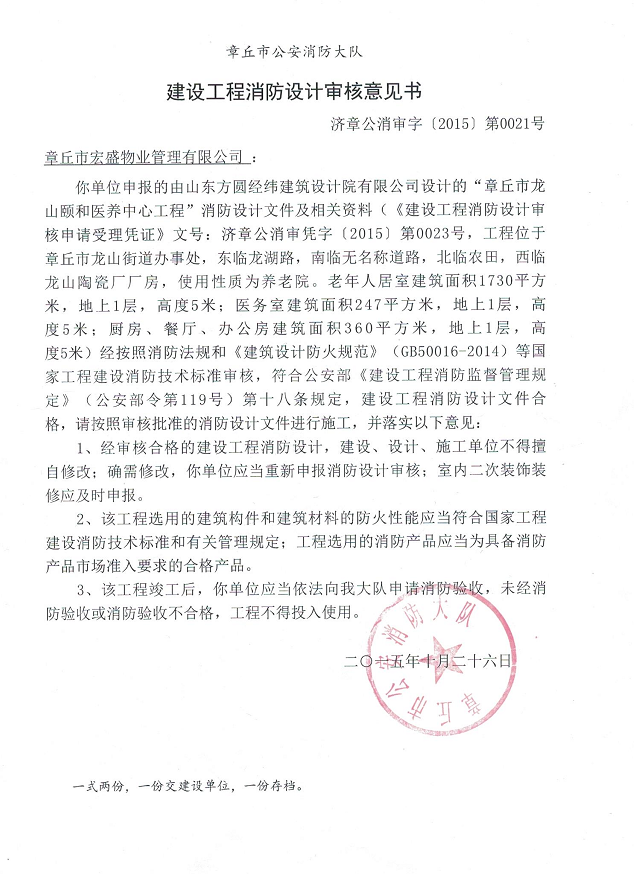 章丘市公安消防大队
建设工程消防设计审核意见书
济章公消审字〔2015〕第0021号
章丘市宏盛物业管理有限公司 ：
你单位申报的由山东方圆经纬建筑设计院有限公司设计的“章丘市龙
山颐和医养中心工程”消防设计文件及相关资料（《建设工程消防设计审
核申请受理凭证》文号：济章公消审凭字〔2015〕第0023号，工程位于
章丘市龙山街道办事处，东临龙湖路，南临无名称道路，北临农田，西临
龙山陶瓷厂厂房，使用性质为养老院。老年人居室建筑面积1730平方
米，地上1层，高度5米；医务室建筑面积247平方米，地上1层，高
度5米；厨房、餐厅、办公房建筑面积360平方米，地上1层，高
度5米）经按照消防法规和《建筑设计防火规范》（GB50016-2014）等国
家工程建设消防技术标准审核，符合公安部《建设工程消防监督管理规
定》（公安部令第119号）第十八条规定，建设工程消防设计文件合
格，请按照审核批准的消防设计文件进行施工，并落实以下意见：
1、经审核合格的建设工程消防设计，建设、设计、施工单位不得擅
自修改；确需修改，你单位应当重新申报消防设计审核；室内二次装饰装
修应及时申报。
2、该工程选用的建筑构件和建筑材料的防火性能应当符合国家工程
建设消防技术标准和有关管理规定；工程选用的消防产品应当为具备消防
产品市场准入要求的合格产品。
3、该工程竣工后，你单位应当依法向我大队申请消防验收，未经消
防验收或消防验收不合格，工程不得投入使用。
二〇一五年十月二十六日
章丘市公安消防大队
一式两份，一份交建设单位，一份存档。